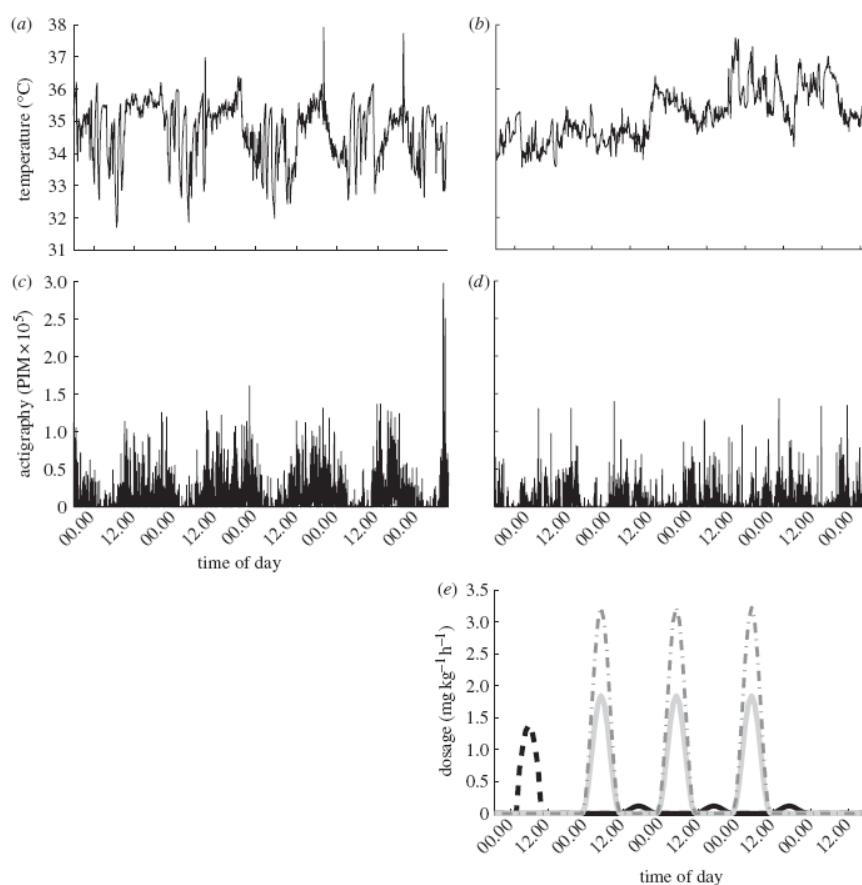 (a)
38
37
36
35
34
33
32
31
temperature (°C)
(b)
(c)
3.0
2.5
2.0
1.5
1.0
0.5
0
actigraphy (PIM×10⁵)
00.00 12.00 00.00 12.00 00.00 12.00 00.00 12.00 00.00
time of day
(d)
00.00 12.00 00.00 12.00 00.00 12.00 00.00 12.00 00.00
(e)
3.5
3.0
2.5
2.0
1.5
1.0
0.5
0
dosage (mg kg⁻¹h⁻¹)
00.00 12.00 00.00 12.00 00.00 12.00 00.00 12.00 00.00 12.00
time of day